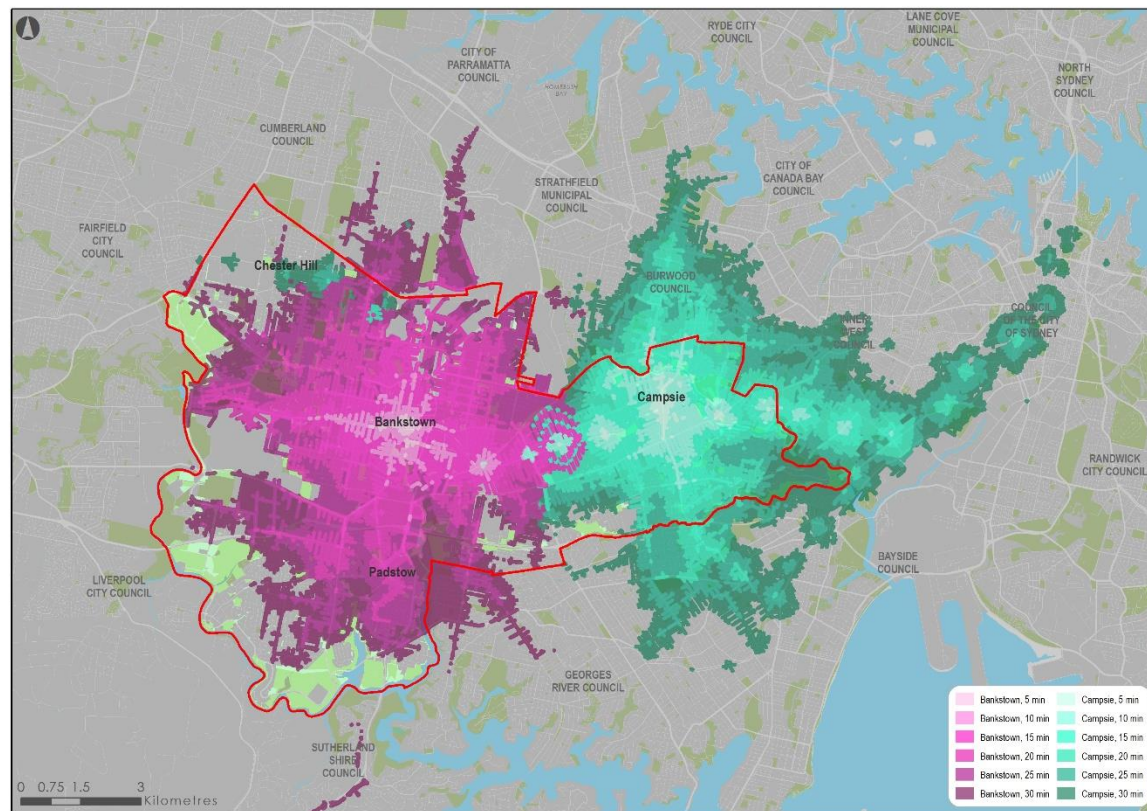 LANE COVE
MUNICIPAL
COUNCIL
RYDE CITY
COUNCIL
CITY OF
PARRAMATTA
COUNCIL
NORTH
SYDNEY
COUNCIL
HOMEBUSH
BAY
CUMBERLAND
COUNCIL
CITY OF
CANADA BAY
COUNCIL
STRATHFIELD
MUNICIPAL
COUNCIL
FAIRFIELD
CITY
COUNCIL
Chester Hill
BURWOOD
COUNCIL
INNER
WEST
COUNCIL
COUNCIL
OF THE CITY
OF SYDNEY
Campsie
Bankstown
RANDWICK
CITY COUNCIL
BAYSIDE
COUNCIL
Padstow
LIVERPOOL
CITY COUNCIL
GEORGES
RIVER COUNCIL
SUTHERLAND
SHIRE
COUNCIL
Bankstown, 5 min Campsie, 5 min
Bankstown, 10 min Campsie, 10 min
Bankstown, 15 min Campsie, 15 min
Bankstown, 20 min Campsie, 20 min
Bankstown, 25 min Campsie, 25 min
Bankstown, 30 min Campsie, 30 min
0 0.75 1.5 3
Kilometres